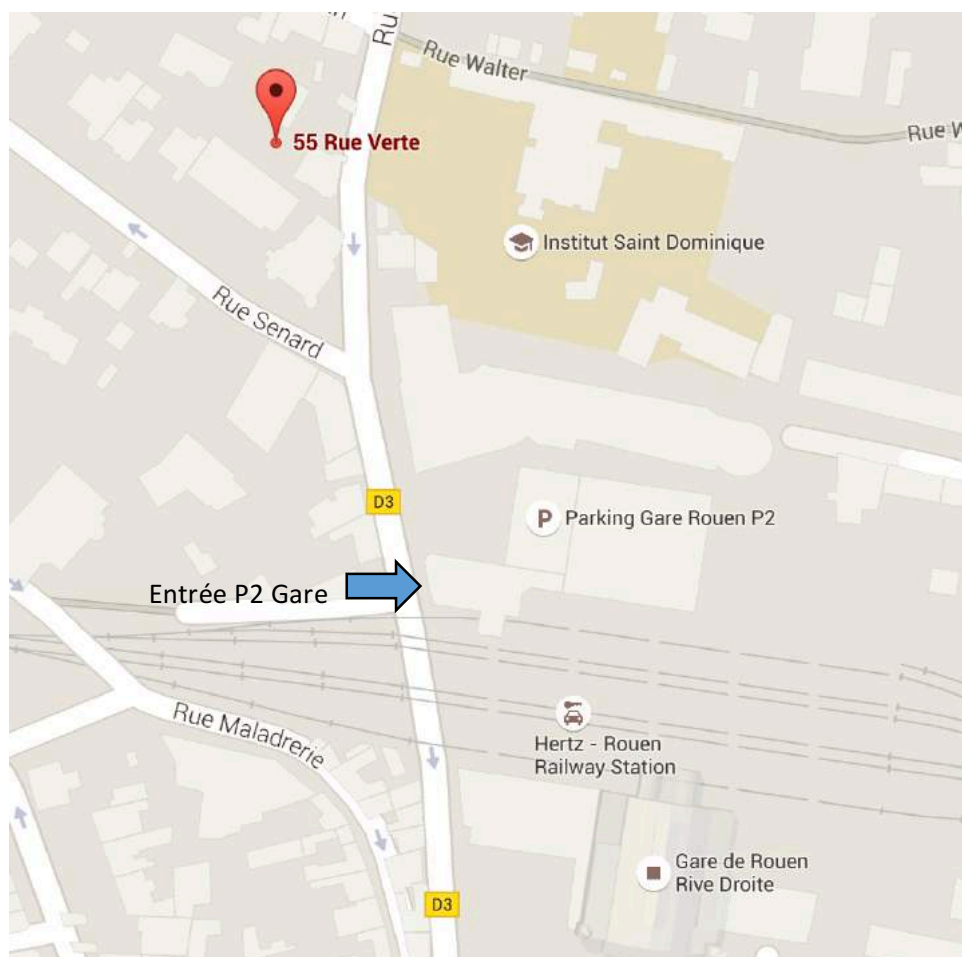 Ru
Rue Walter
Rue W
55 Rue Verte
Institut Saint Dominique
Rue Senard
D3
P
Parking Gare Rouen P2
Entrée P2 Gare
Rue Maladrerie
Hertz - Rouen
Railway Station
Gare de Rouen
Rive Droite
D3